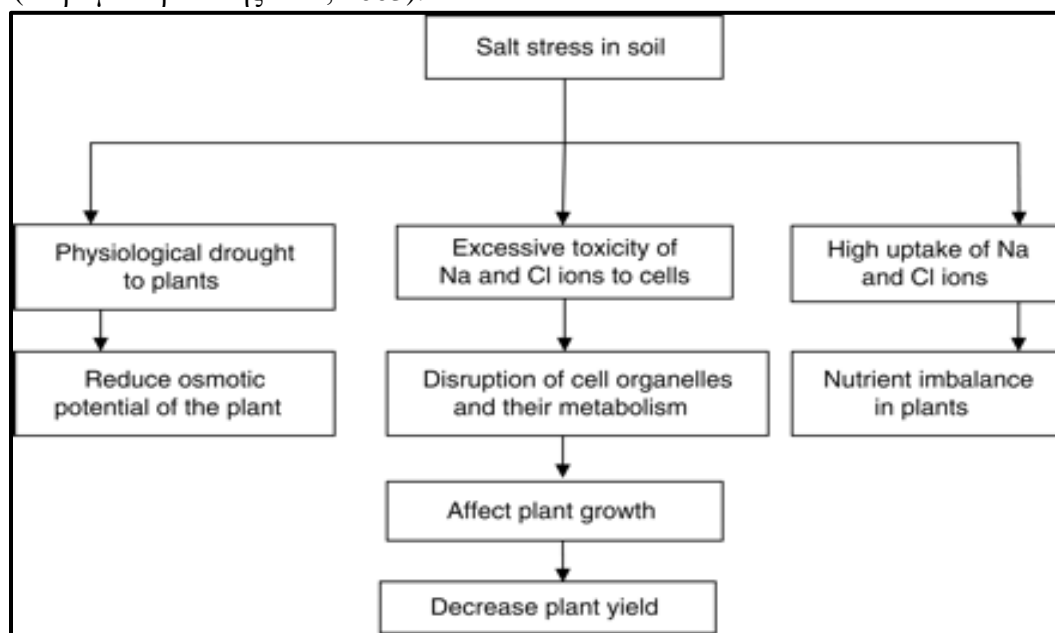 Salt stress in soil
Physiological drought
to plants
Excessive toxicity of
Na and Cl ions to cells
High uptake of Na
and Cl ions
Reduce osmotic
potential of the plant
Disruption of cell organelles
and their metabolism
Nutrient imbalance
in plants
Affect plant growth
Decrease plant yield